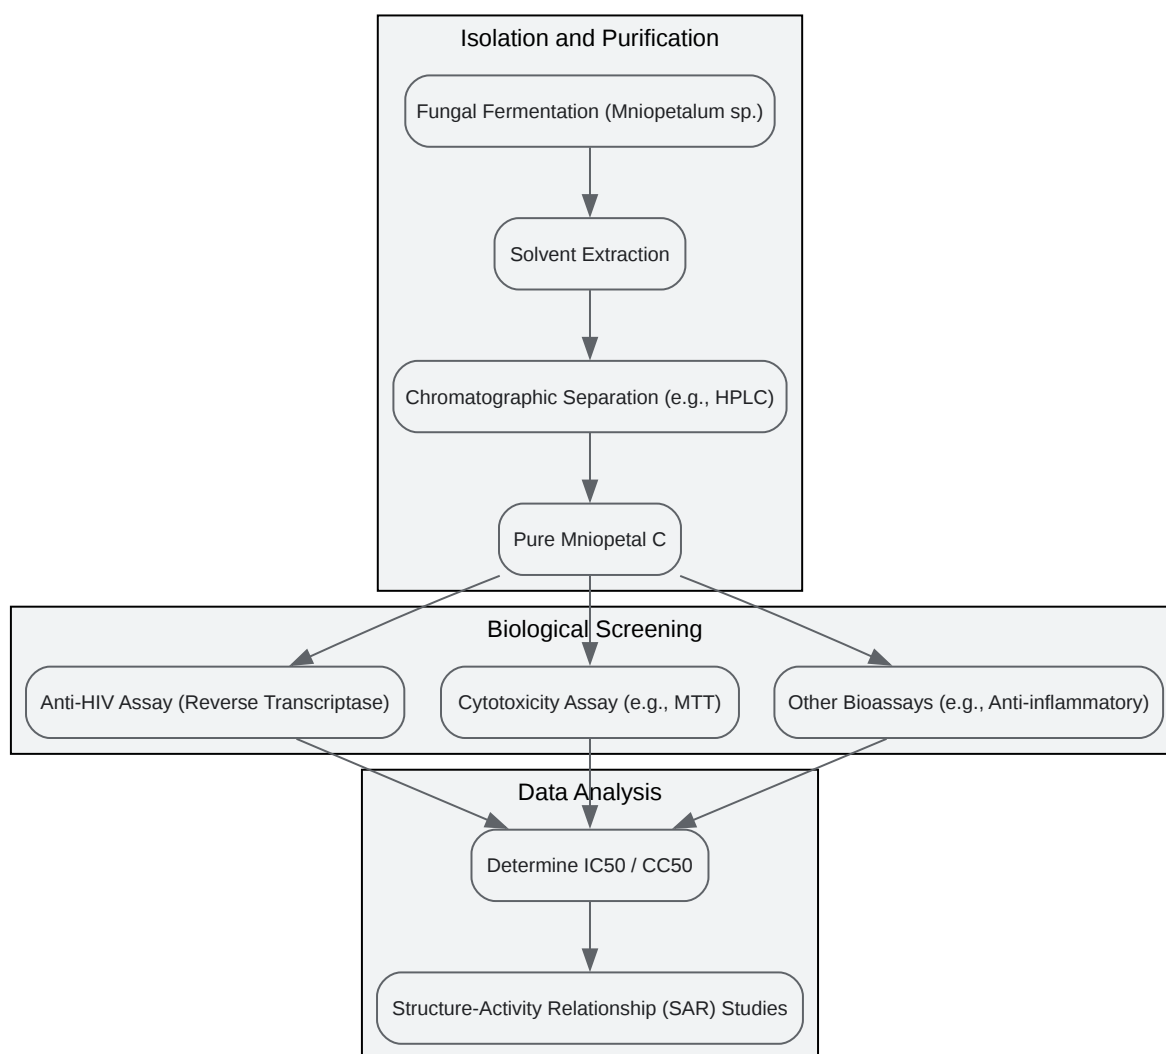 Isolation and Purification
Fungal Fermentation (Mniopetalum sp.)
Solvent Extraction
Chromatographic Separation (e.g., HPLC)
Pure Mniopetal C
Biological Screening
Anti-HIV Assay (Reverse Transcriptase)
Cytotoxicity Assay (e.g., MTT)
Other Bioassays (e.g., Anti-inflammatory)
Data Analysis
Determine IC50 / CC50
Structure-Activity Relationship (SAR) Studies